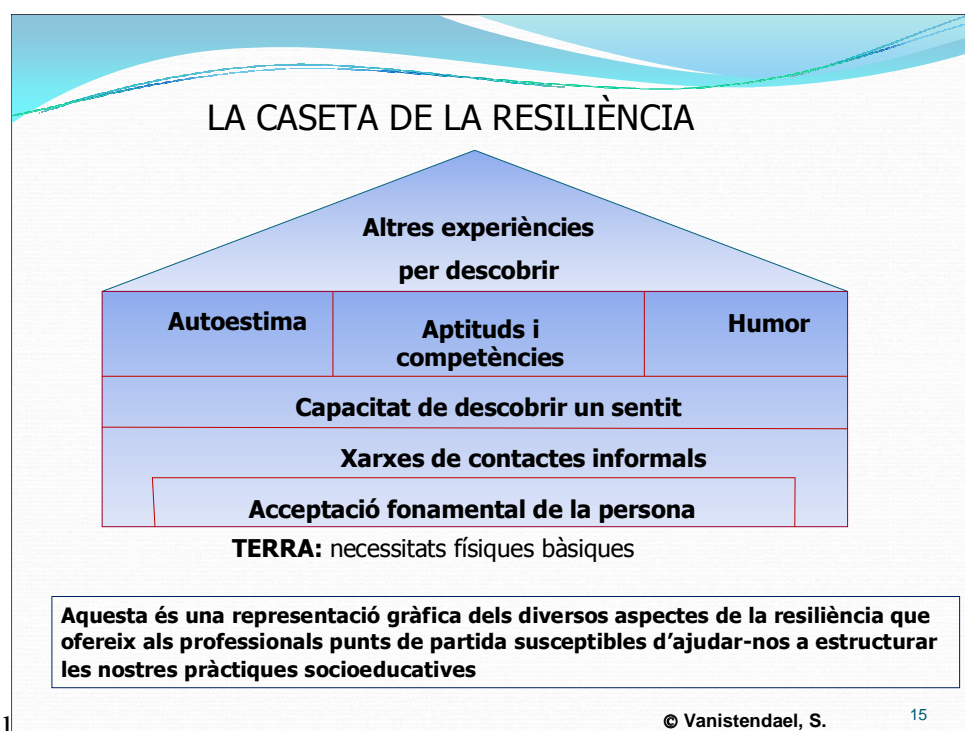 LA CASETA DE LA RESILIÈNCIA
Altres experiències
per descobrir
Autoestima
Aptituds i
competències
Humor
Capacitat de descobrir un sentit
Xarxes de contactes informals
Acceptació fonamental de la persona
TERRA: necessitats físiques bàsiques
Aquesta és una representació gràfica dels diversos aspectes de la resiliència que
ofereix als professionals punts de partida susceptibles d’ajudar-nos a estructurar
les nostres pràctiques socioeducatives
© Vanistendael, S.
15
1